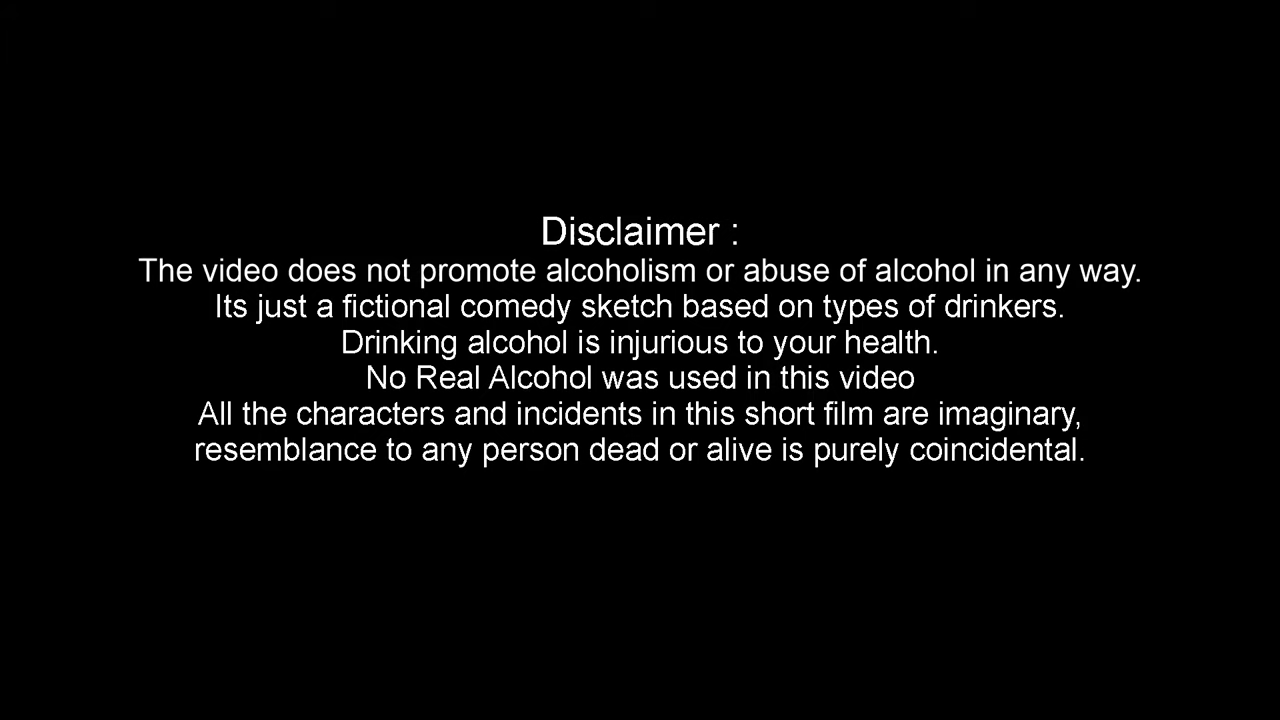 Disclaimer :
The video does not promote alcoholism or abuse of alcohol in any way.
Its just a fictional comedy sketch based on types of drinkers.
Drinking alcohol is injurious to your health.
No Real Alcohol was used in this video
All the characters and incidents in this short film are imaginary,
resemblance to any person dead or alive is purely coincidental.